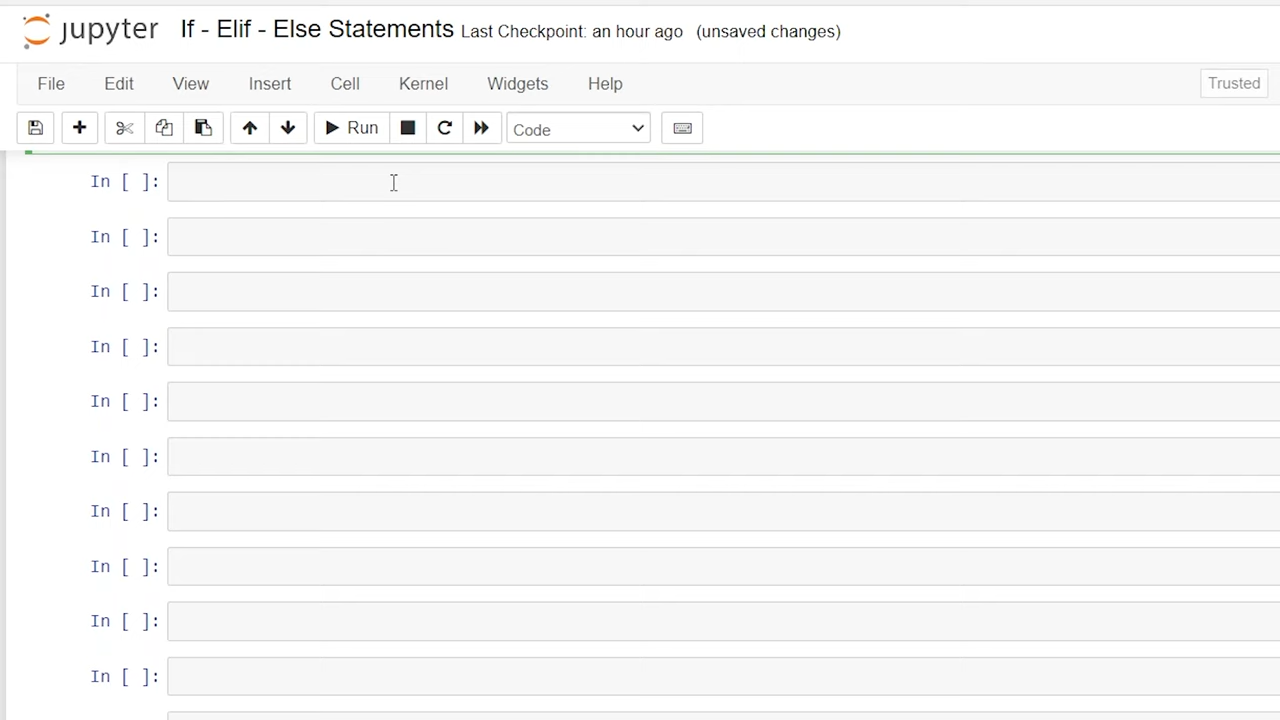 jupyter If - Elif - Else Statements Last Checkpoint: an hour ago (unsaved changes)
File Edit View Insert Cell Kernel Widgets Help Trusted
Run Code
In [ ]:
In [ ]:
In [ ]:
In [ ]:
In [ ]:
In [ ]:
In [ ]:
In [ ]:
In [ ]:
In [ ]: